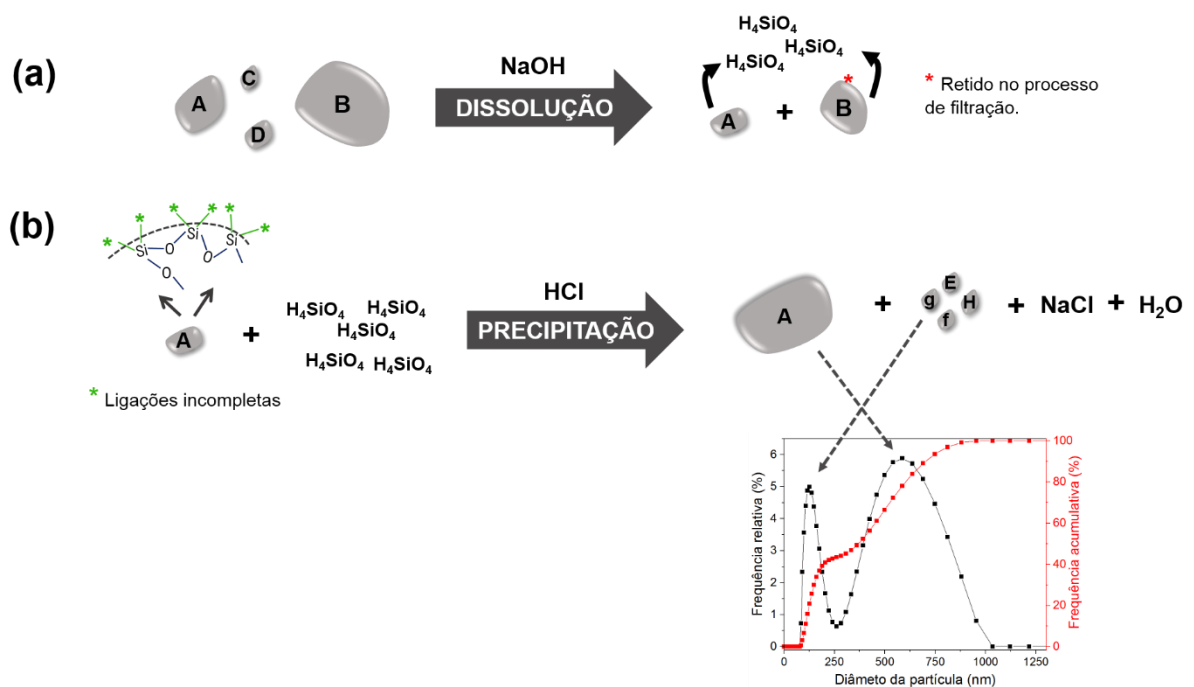 (a)
A
C
D
B
NaOH
DISSOLUÇÃO
H₄SiO₄
H₄SiO₄
H₄SiO₄
A
+
*
B
* Retido no processo
de filtração.
(b)
* * * * * * *
Si
O
Si
O
Si
O
A
+
H₄SiO₄ H₄SiO₄
H₄SiO₄
H₄SiO₄ H₄SiO₄
* Ligações incompletas
HCl
PRECIPITAÇÃO
A
+
E
g
H
f
+ NaCl + H₂O
Frequência relativa (%)
6
5
4
3
2
1
0
100
80
60
40
20
0
Frequência acumulativa (%)
0 250 500 750 1000 1250
Diâmeto da partícula (nm)